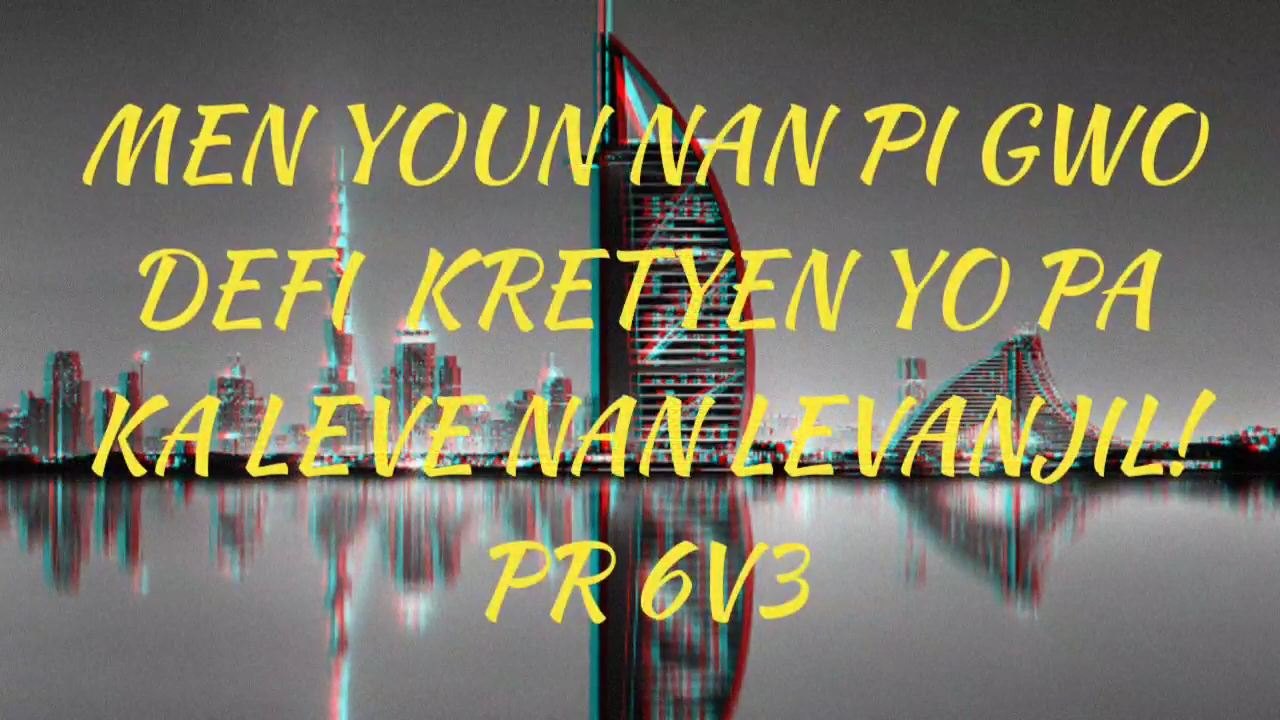 MEN YOUN NAN PI GWO
DEFI KRETYEN YO PA
KA LEVE NAN LEVANJIL!
PR 6V3